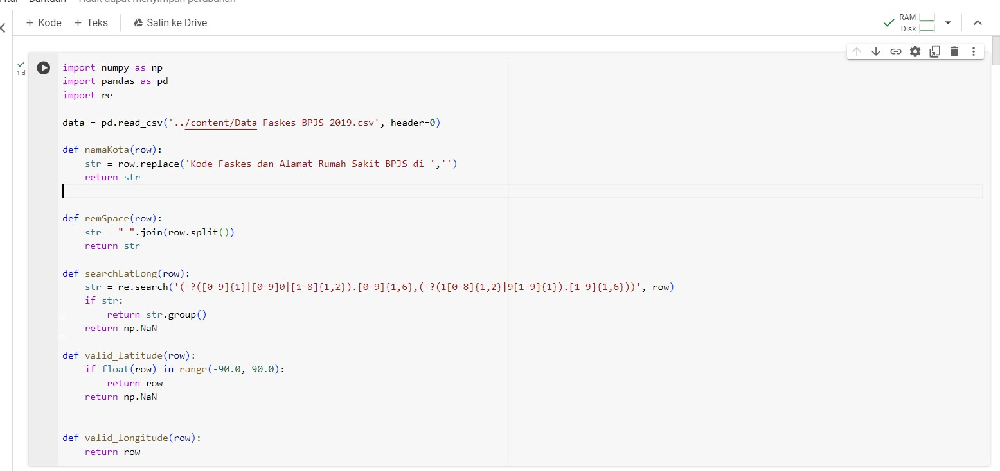 Bantuan Tidak dapat menyimpan perubahan
+ Kode + Teks Salin ke Drive
RAM
Disk
1 d
import numpy as np
import pandas as pd
import re
data = pd.read_csv('../content/Data Faskes BPJS 2019.csv', header=0)
def namaKota(row):
    str = row.replace('Kode Faskes dan Alamat Rumah Sakit BPJS di ','')
    return str
def remSpace(row):
    str = " ".join(row.split())
    return str
def searchLatLong(row):
    str = re.search('(-?([0-9]{1}|[0-9]0|[1-8]{1,2}).[0-9]{1,6},(-?(1[0-8]{1,2}|9[1-9]{1}).[1-9]{1,6}))', row)
    if str:
        return str.group()
    return np.NaN
def valid_latitude(row):
    if float(row) in range(-90.0, 90.0):
        return row
    return np.NaN
def valid_longitude(row):
    return row